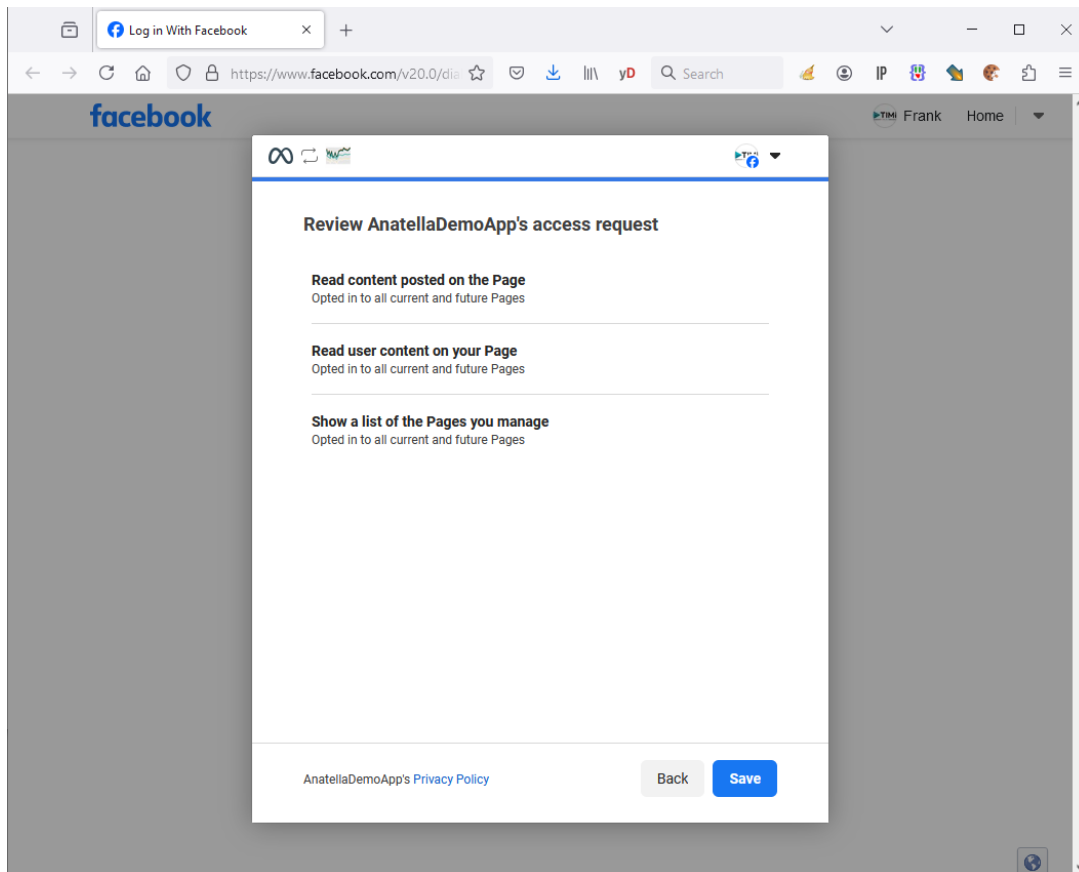 Log in With Facebook
https://www.facebook.com/v20.0/dia
yD
Search
IP
facebook
TIMi Frank
Home
Review AnatellaDemoApp's access request
Read content posted on the Page
Opted in to all current and future Pages
Read user content on your Page
Opted in to all current and future Pages
Show a list of the Pages you manage
Opted in to all current and future Pages
AnatellaDemoApp's Privacy Policy
Back
Save